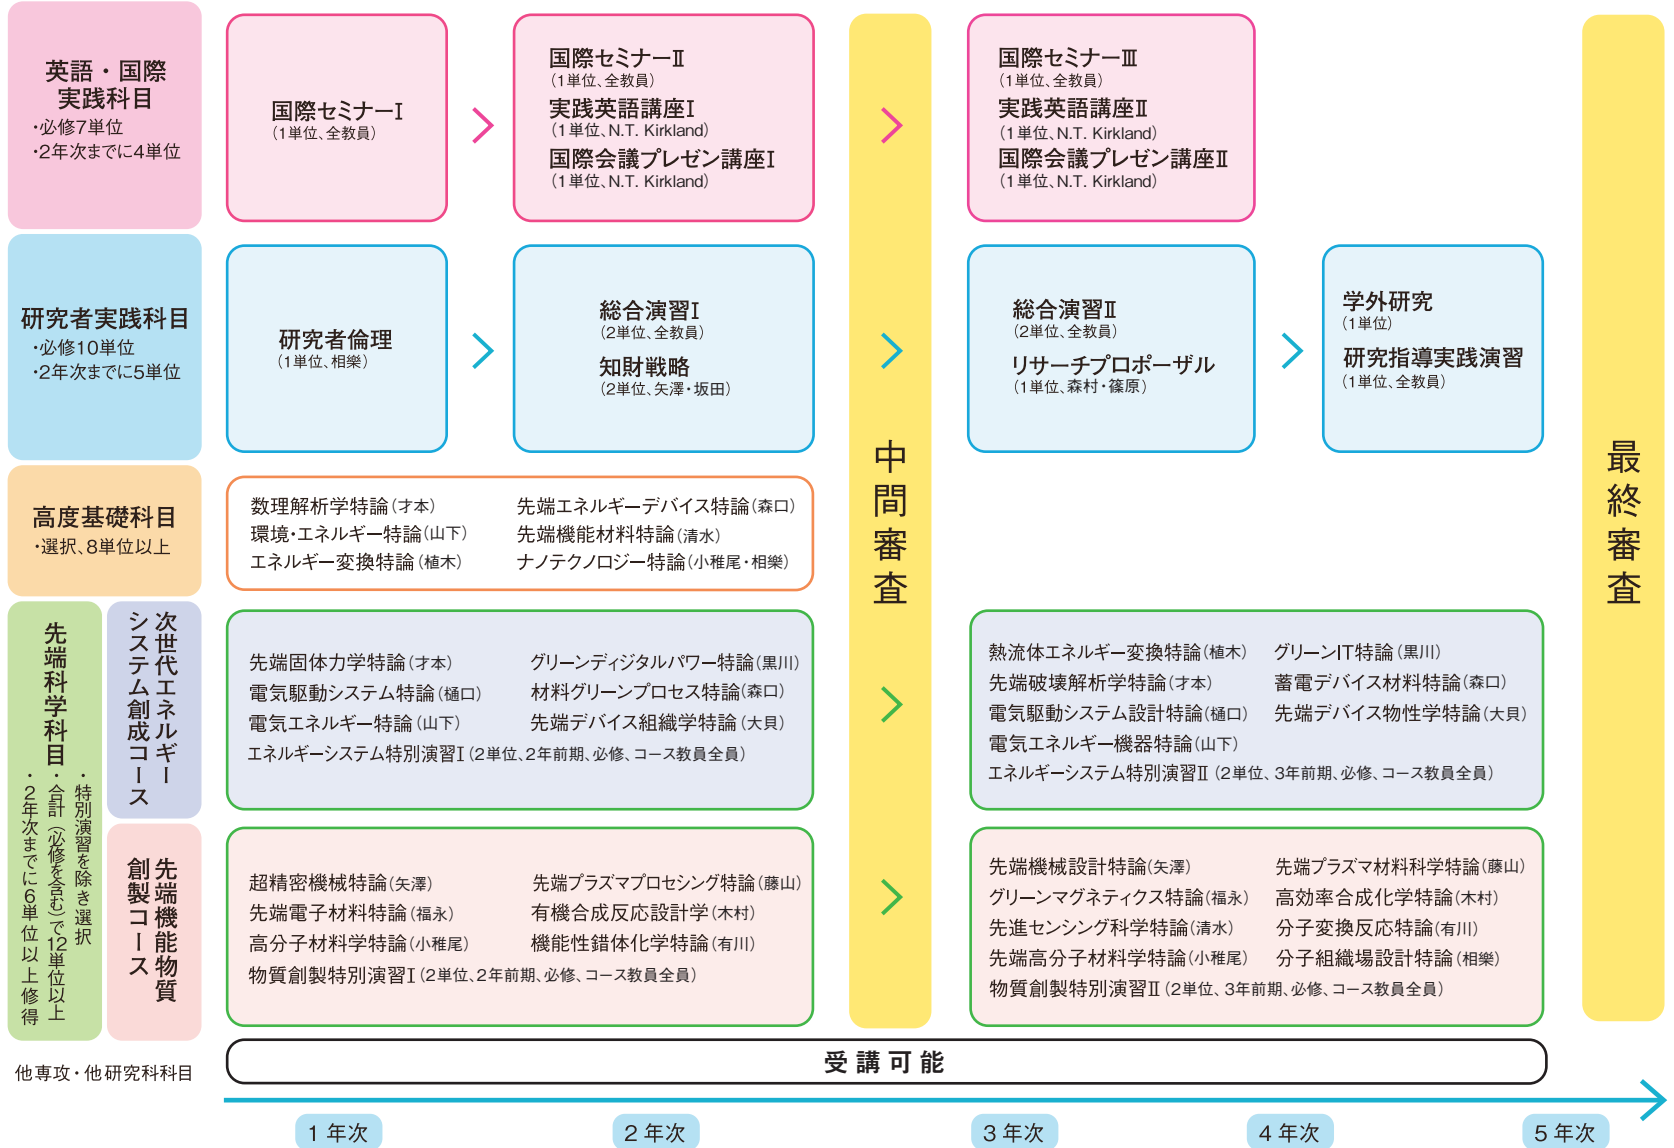 英語・国際
実践科目
・必修7単位
・2年次までに4単位
国際セミナーⅠ
(1単位、全教員)
国際セミナーⅡ
(1単位、全教員)
実践英語講座Ⅰ
(1単位、N.T. Kirkland)
国際会議プレゼン講座Ⅰ
(1単位、N.T. Kirkland)
国際セミナーⅢ
(1単位、全教員)
実践英語講座Ⅱ
(1単位、N.T. Kirkland)
国際会議プレゼン講座Ⅱ
(1単位、N.T. Kirkland)
研究者実践科目
・必修10単位
・2年次までに5単位
研究者倫理
(1単位、相樂)
総合演習Ⅰ
(2単位、全教員)
知財戦略
(2単位、矢澤・坂田)
総合演習Ⅱ
(2単位、全教員)
リサーチプロポーザル
(1単位、森村・篠原)
学外研究
(1単位)
研究指導実践演習
(1単位、全教員)
中間審査
最終審査
高度基礎科目
・選択、8単位以上
数理解析学特論(才本)
環境・エネルギー特論(山下)
エネルギー変換特論(植木)
先端エネルギーデバイス特論(森口)
先端機能材料特論(清水)
ナノテクノロジー特論(小椎尾・相樂)
先端科学科目
・特別演習を除き選択
・合計(必修を含む)で12単位以上
・2年次までに6単位以上修得
次世代エネルギー
システム創成コース
先端固体力学特論(才本)
電気駆動システム特論(樋口)
電気エネルギー特論(山下)
グリーンディジタルパワー特論(黒川)
材料グリーンプロセス特論(森口)
先端デバイス組織学特論(大貝)
エネルギーシステム特別演習Ⅰ(2単位、2年前期、必修、コース教員全員)
熱流体エネルギー変換特論(植木)
先端破壊解析学特論(才本)
電気駆動システム設計特論(樋口)
電気エネルギー機器特論(山下)
グリーンIT特論(黒川)
蓄電デバイス材料特論(森口)
先端デバイス物性学特論(大貝)
エネルギーシステム特別演習Ⅱ(2単位、3年前期、必修、コース教員全員)
先端機能物質
創製コース
超精密機械特論(矢澤)
先端電子材料特論(福永)
高分子材料学特論(小椎尾)
先端プラズマプロセシング特論(藤山)
有機合成反応設計学(木村)
機能性錯体化学特論(有川)
物質創製特別演習Ⅰ(2単位、2年前期、必修、コース教員全員)
先端機械設計特論(矢澤)
グリーンマグネティクス特論(福永)
先進センシング科学特論(清水)
先端高分子材料学特論(小椎尾)
先端プラズマ材料科学特論(藤山)
高効率合成化学特論(木村)
分子変換反応特論(有川)
分子組織場設計特論(相樂)
物質創製特別演習Ⅱ(2単位、3年前期、必修、コース教員全員)
他専攻・他研究科科目
受講可能
1年次
2年次
3年次
4年次
5年次